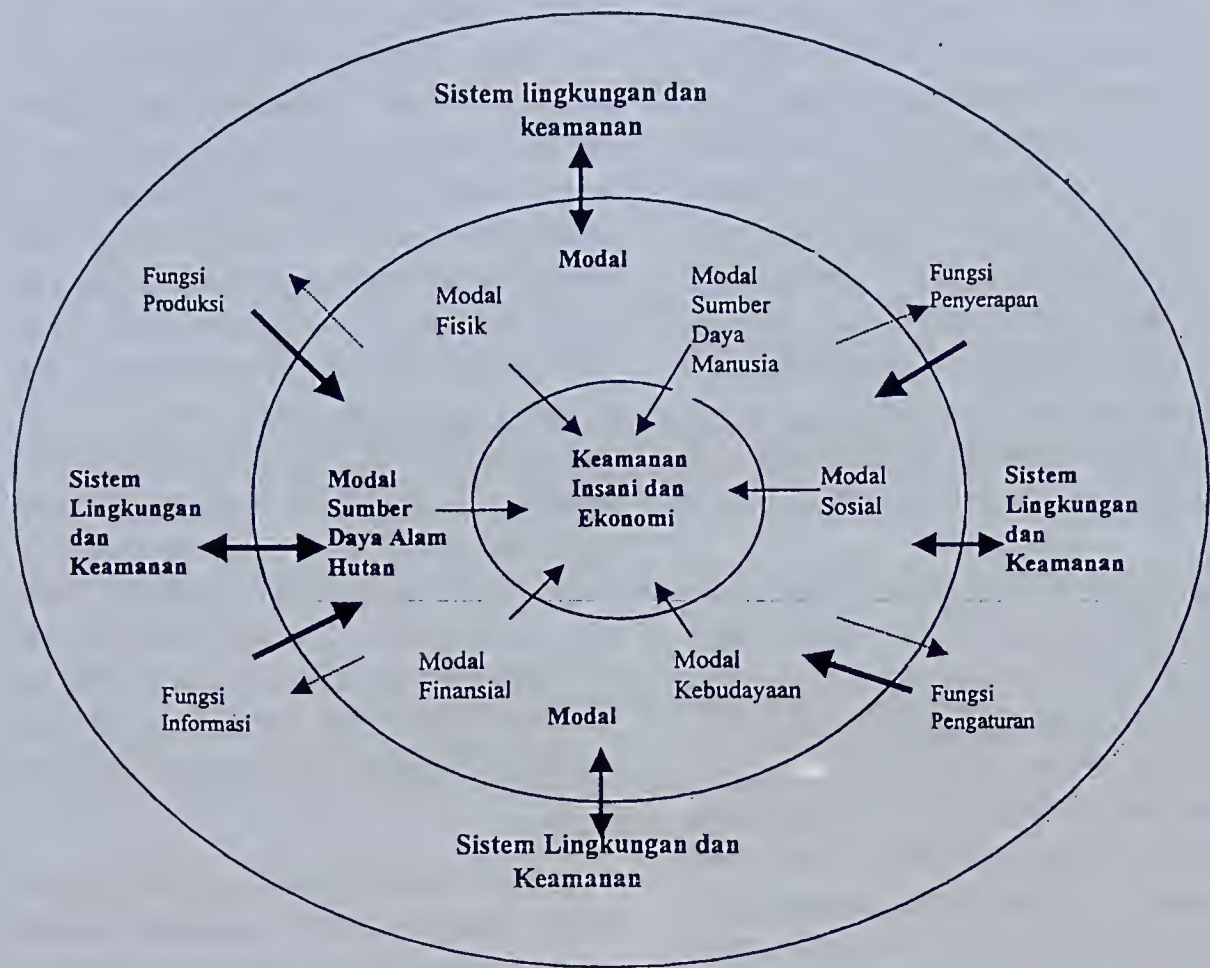 Sistem lingkungan dan
keamanan
Modal
Fungsi
Produksi
Modal
Fisik
Modal
Sumber
Daya
Manusia
Fungsi
Penyerapan
Sistem
Lingkungan
dan
Keamanan
Modal
Sumber
Daya Alam
Hutan
Keamanan
Insani dan
Ekonomi
Modal
Sosial
Sistem
Lingkungan
dan
Keamanan
Fungsi
Informasi
Modal
Finansial
Modal
Modal
Kebudayaan
Fungsi
Pengaturan
Sistem Lingkungan dan
Keamanan